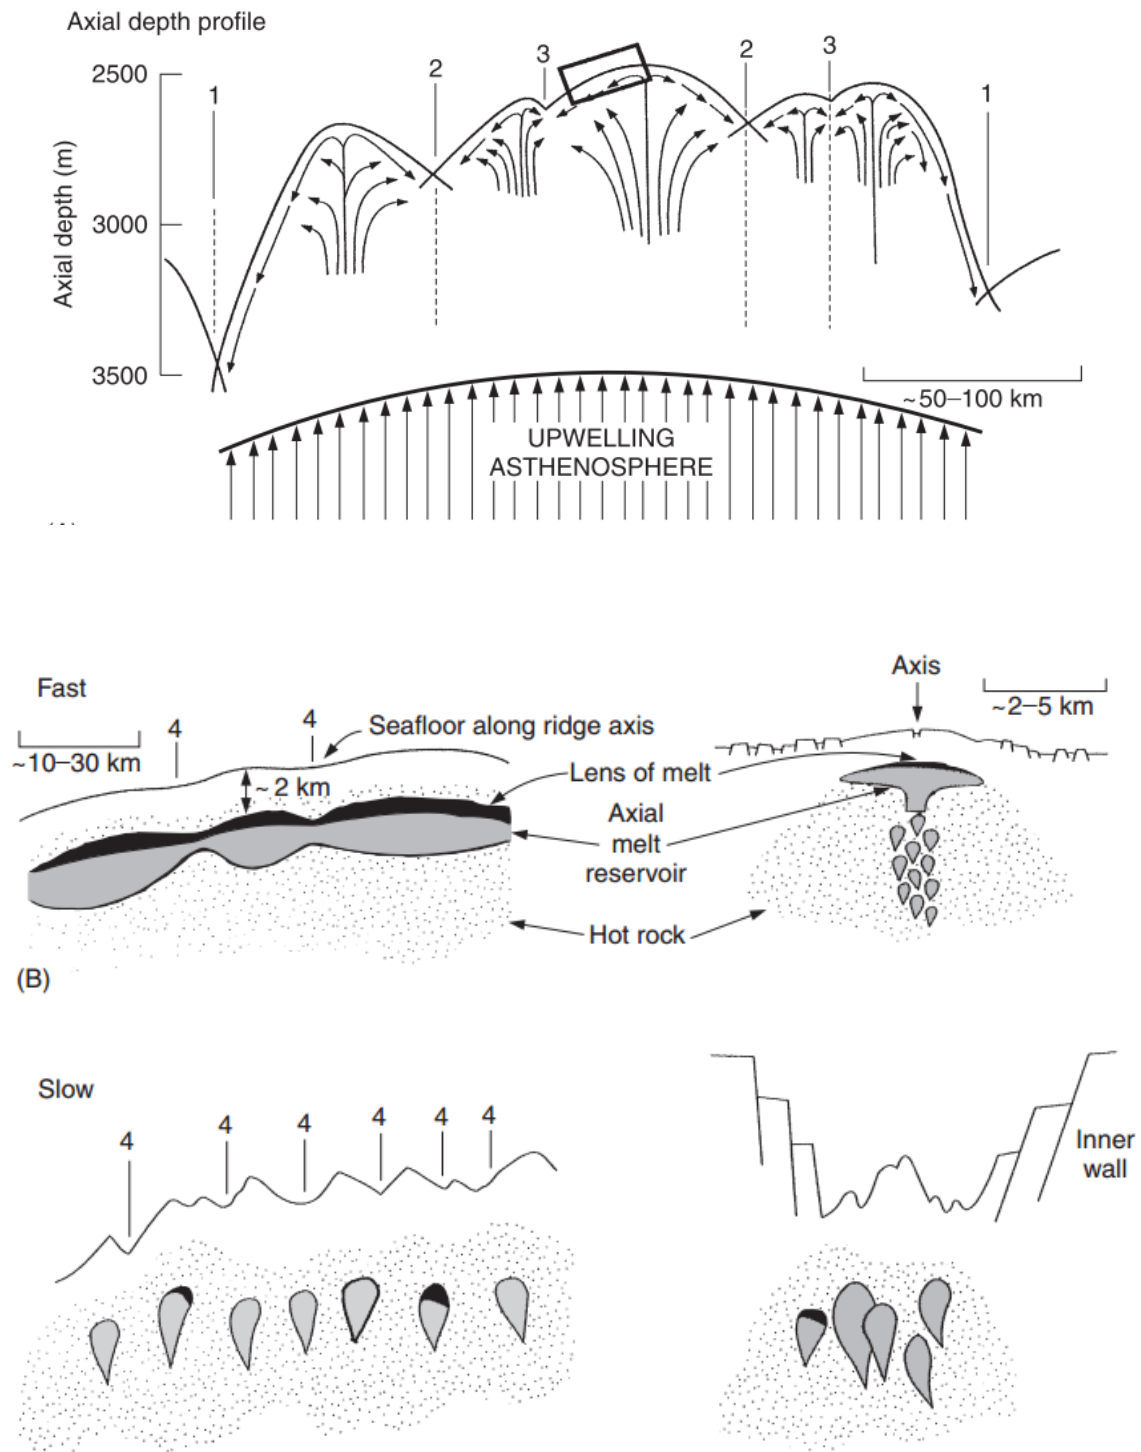 Axial depth profile
Axial depth (m)
2500
3000
3500
1
2
3
2
3
1
~50–100 km
UPWELLING
ASTHENOSPHERE
Fast
~10–30 km
4
4
Seafloor along ridge axis
~ 2 km
Axis
~2–5 km
Lens of melt
Axial
melt
reservoir
Hot rock
(B)
Slow
4
4
4
4
4
4
Inner
wall